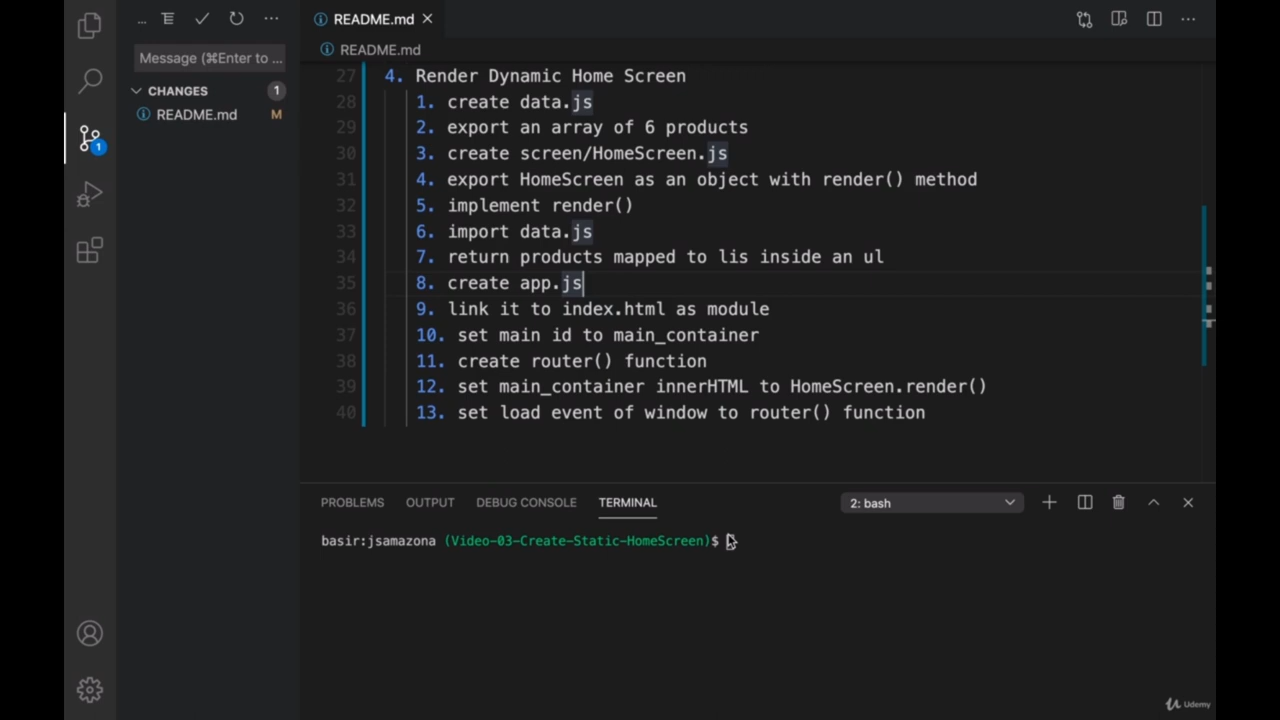 ...
README.md
README.md
Message (⌘Enter to ...
CHANGES 1
README.md M
1
27 4. Render Dynamic Home Screen
28 1. create data.js
29 2. export an array of 6 products
30 3. create screen/HomeScreen.js
31 4. export HomeScreen as an object with render() method
32 5. implement render()
33 6. import data.js
34 7. return products mapped to lis inside an ul
35 8. create app.js
36 9. link it to index.html as module
37 10. set main id to main_container
38 11. create router() function
39 12. set main_container innerHTML to HomeScreen.render()
40 13. set load event of window to router() function
PROBLEMS OUTPUT DEBUG CONSOLE TERMINAL 2: bash
basir:jsamazona (Video-03-Create-Static-HomeScreen)$
Udemy